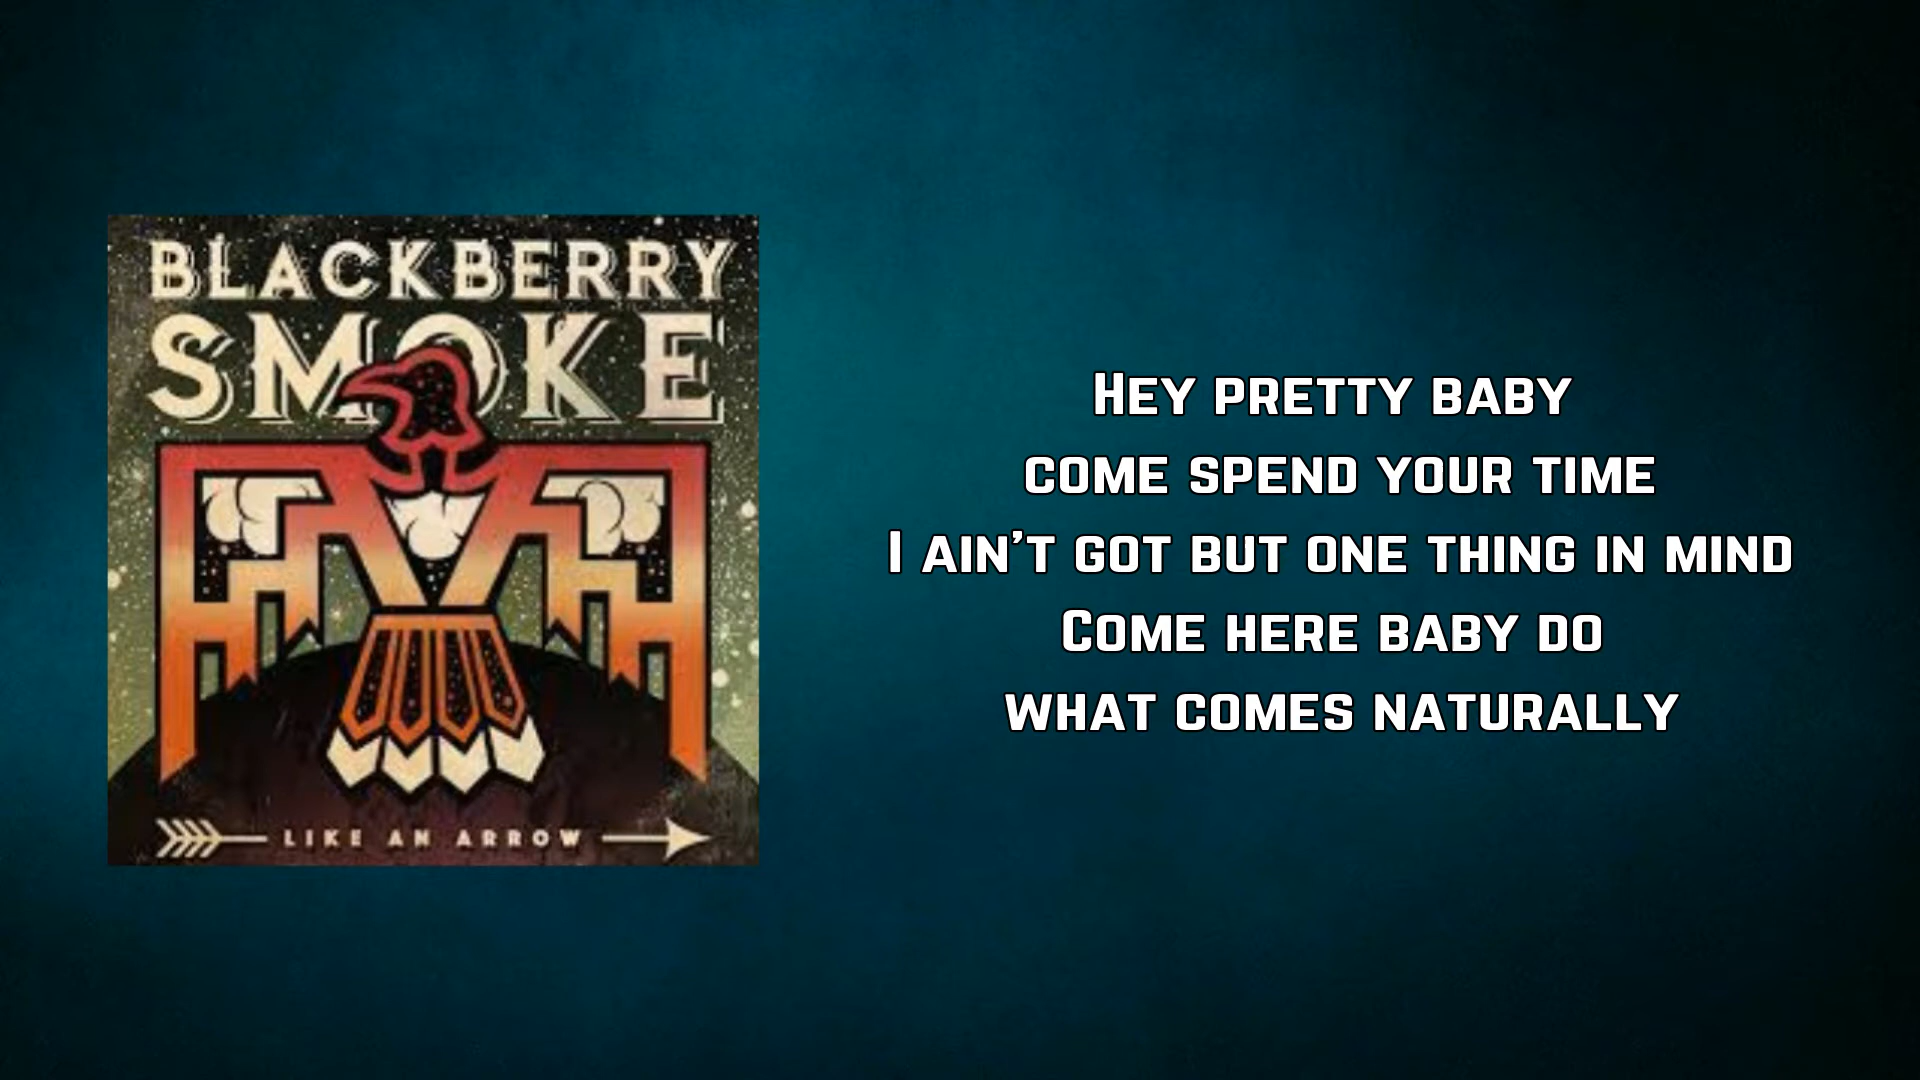 BLACKBERRY
SMOKE
LIKE AN ARROW
Hey pretty baby
come spend your time
I ain't got but one thing in mind
Come here baby do
what comes naturally